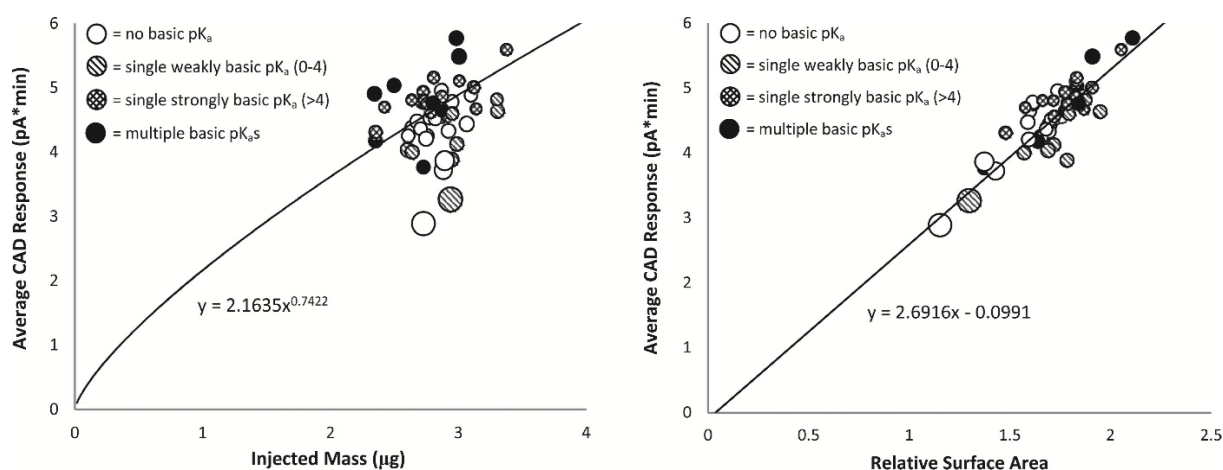 6
5
4
3
2
1
0
Average CAD Response (pA*min)
= no basic pKₐ
= single weakly basic pKₐ (0-4)
= single strongly basic pKₐ (>4)
= multiple basic pKₐs
y = 2.1635x⁰·⁷⁴²²
0 1 2 3 4
Injected Mass (µg)
6
5
4
3
2
1
0
Average CAD Response (pA*min)
= no basic pKₐ
= single weakly basic pKₐ (0-4)
= single strongly basic pKₐ (>4)
= multiple basic pKₐs
y = 2.6916x - 0.0991
0 0.5 1 1.5 2 2.5
Relative Surface Area